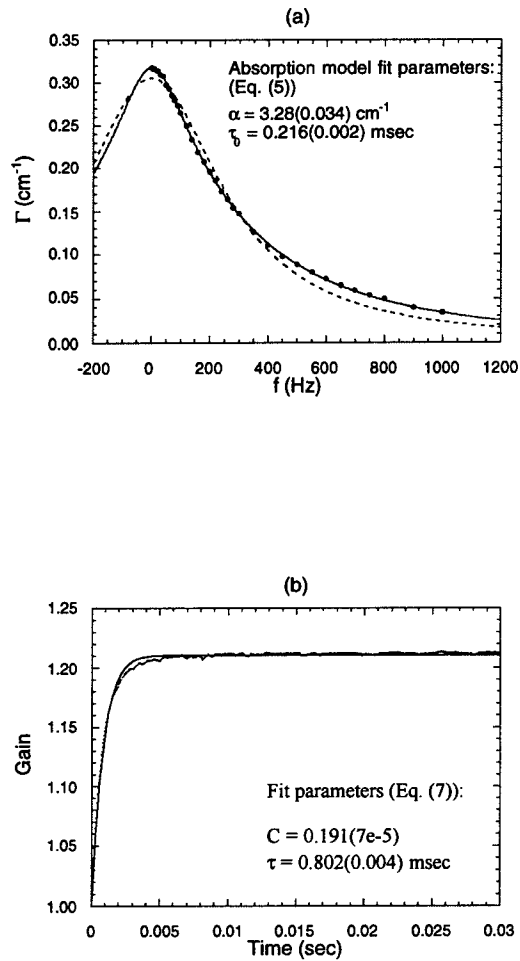 (a)
0.35
0.30
0.25
0.20
0.15
0.10
0.05
0.00
Γ (cm⁻¹)
Absorption model fit parameters:
(Eq. (5))
α = 3.28(0.034) cm⁻¹
τ₀ = 0.216(0.002) msec
-200 0 200 400 600 800 1000 1200
f (Hz)
(b)
1.25
1.20
1.15
1.10
1.05
1.00
Gain
Fit parameters (Eq. (7)):
C = 0.191(7e-5)
τ = 0.802(0.004) msec
0 0.005 0.01 0.015 0.02 0.025 0.03
Time (sec)